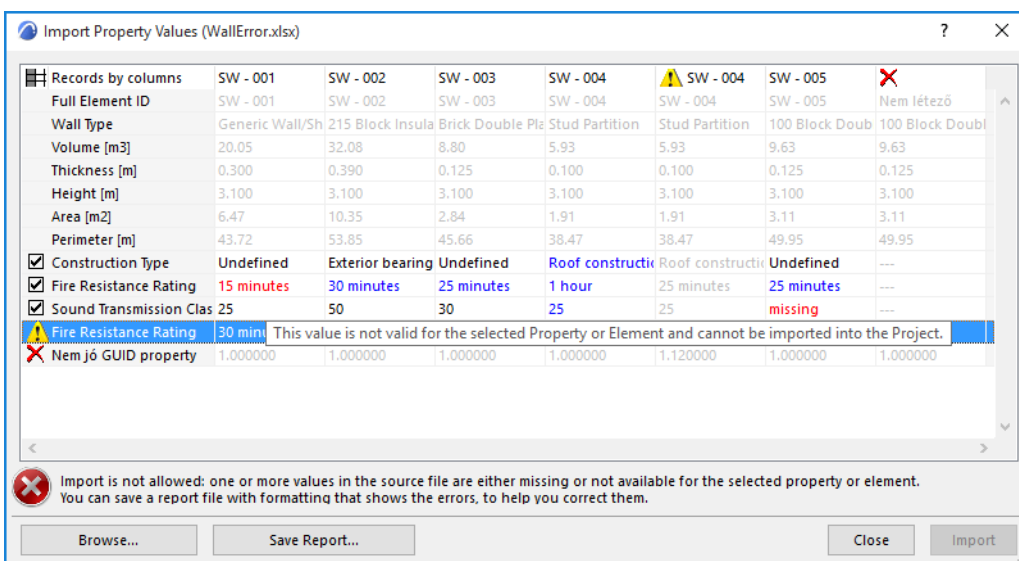 Import Property Values (WallError.xlsx) ? ×
Records by columns SW - 001 SW - 002 SW - 003 SW - 004 SW - 004 SW - 005
Full Element ID SW - 001 SW - 002 SW - 003 SW - 004 SW - 004 SW - 005 Nem létező
Wall Type Generic Wall/Sh 215 Block Insula Brick Double Pla Stud Partition Stud Partition 100 Block Doub 100 Block Doubl
Volume [m3] 20.05 32.08 8.80 5.93 5.93 9.63 9.63
Thickness [m] 0.300 0.390 0.125 0.100 0.100 0.125 0.125
Height [m] 3.100 3.100 3.100 3.100 3.100 3.100 3.100
Area [m2] 6.47 10.35 2.84 1.91 1.91 3.11 3.11
Perimeter [m] 43.72 53.85 45.66 38.47 38.47 49.95 49.95
Construction Type Undefined Exterior bearing Undefined Roof constructi Roof constructi Undefined ---
Fire Resistance Rating 15 minutes 30 minutes 25 minutes 1 hour 25 minutes 25 minutes ---
Sound Transmission Clas 25 50 30 25 25 missing ---
Fire Resistance Rating 30 minu This value is not valid for the selected Property or Element and cannot be imported into the Project.
Nem jó GUID property 1.000000 1.000000 1.000000 1.000000 1.120000 1.000000 1.000000
Import is not allowed: one or more values in the source file are either missing or not available for the selected property or element.
You can save a report file with formatting that shows the errors, to help you correct them.
Browse... Save Report... Close Import